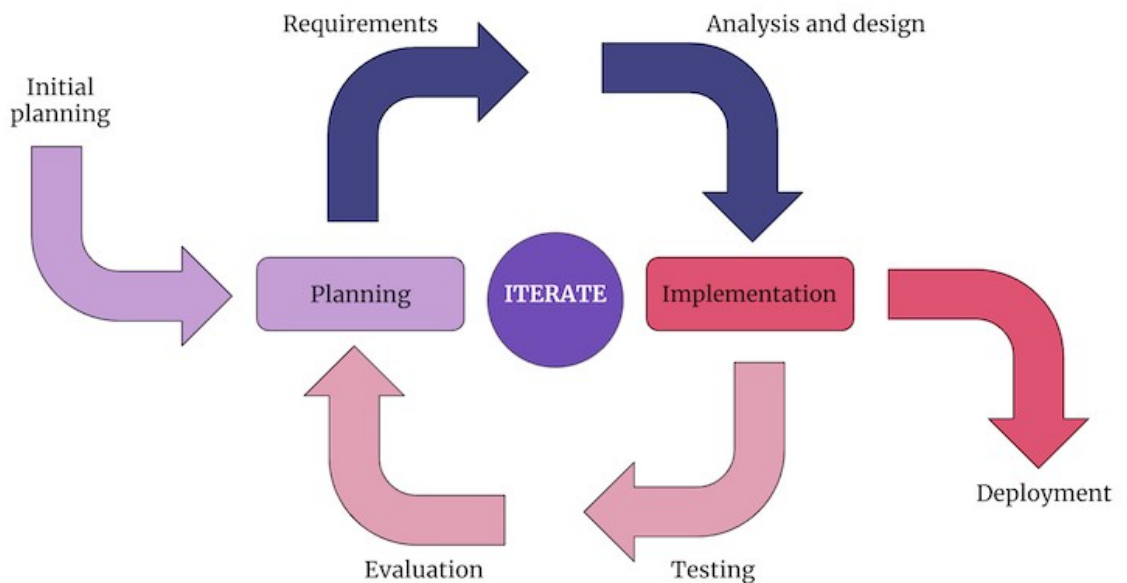 Requirements
Analysis and design
Initial
planning
Planning
ITERATE
Implementation
Deployment
Evaluation
Testing